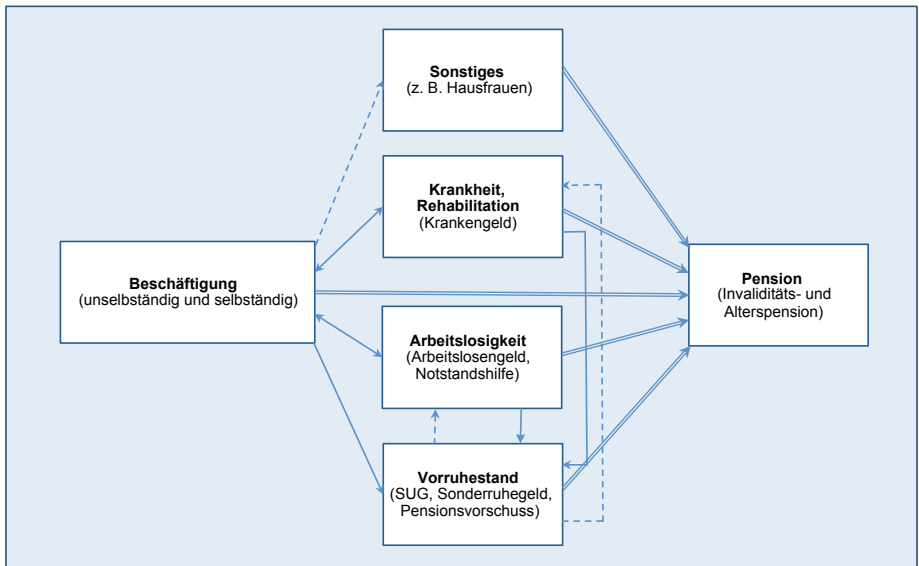 Sonstiges
(z. B. Hausfrauen)
Krankheit,
Rehabilitation
(Krankengeld)
Beschäftigung
(unselbständig und selbständig)
Pension
(Invaliditäts- und
Alterspension)
Arbeitslosigkeit
(Arbeitslosengeld,
Notstandshilfe)
Vorruhestand
(SUG, Sonderruhegeld,
Pensionsvorschuss)